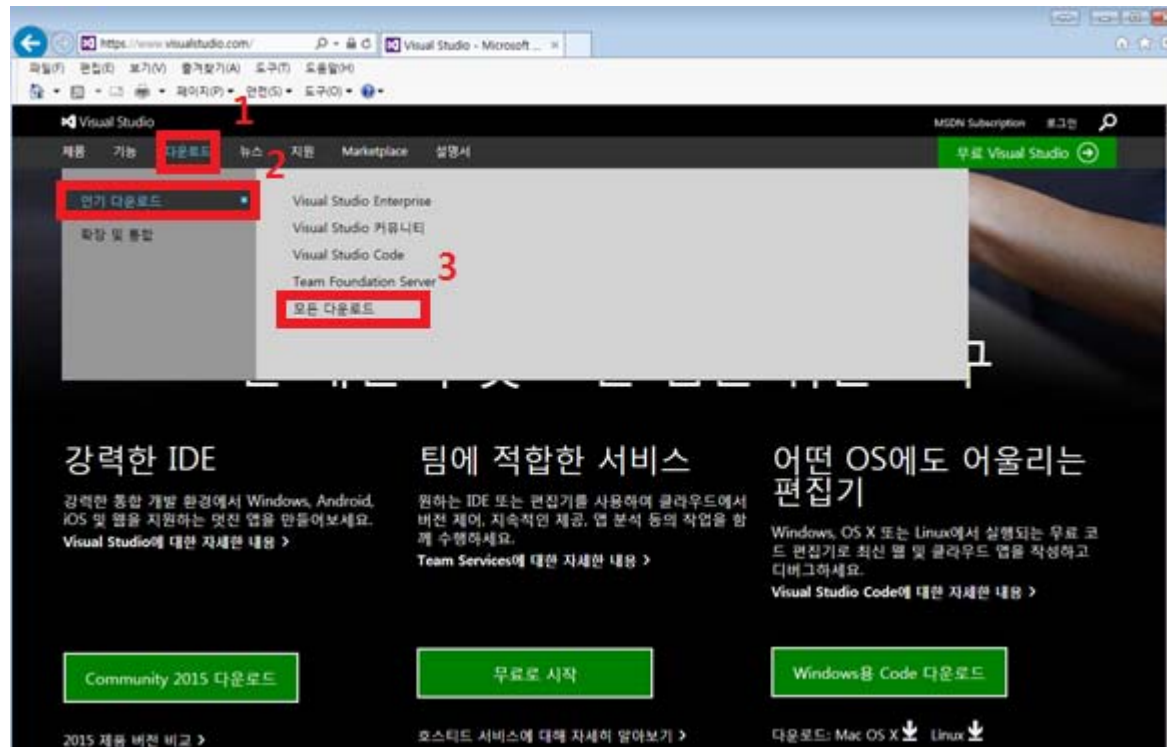 https://www.visualstudio.com/
Visual Studio - Microsoft ...
파일(F) 편집(E) 보기(V) 즐겨찾기(A) 도구(T) 도움말(H)
페이지(P) 안전(S) 도구(O)
1
Visual Studio
MSDN Subscription 로그인
제품 기능 다운로드 뉴스 지원 Marketplace 설명서
무료 Visual Studio
2
인기 다운로드
확장 및 통합
Visual Studio Enterprise
Visual Studio 커뮤니티
Visual Studio Code
Team Foundation Server
3
모든 다운로드
강력한 IDE
강력한 통합 개발 환경에서 Windows, Android,
iOS 및 웹을 지원하는 멋진 앱을 만들어보세요.
Visual Studio에 대한 자세한 내용 >
팀에 적합한 서비스
원하는 IDE 또는 편집기를 사용하여 클라우드에서
버전 제어, 지속적인 제공, 앱 분석 등의 작업을 함
께 수행하세요.
Team Services에 대한 자세한 내용 >
어떤 OS에도 어울리는
편집기
Windows, OS X 또는 Linux에서 실행되는 무료 코
드 편집기로 최신 웹 및 클라우드 앱을 작성하고
디버그하세요.
Visual Studio Code에 대한 자세한 내용 >
Community 2015 다운로드
무료로 시작
Windows용 Code 다운로드
2015 제품 버전 비교 >
호스티드 서비스에 대해 자세히 알아보기 >
다운로드: Mac OS X Linux